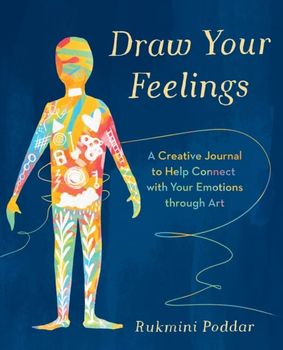 Draw Your
Feelings
A Creative Journal
to Help Connect
with Your Emotions
through Art
Rukmini Poddar